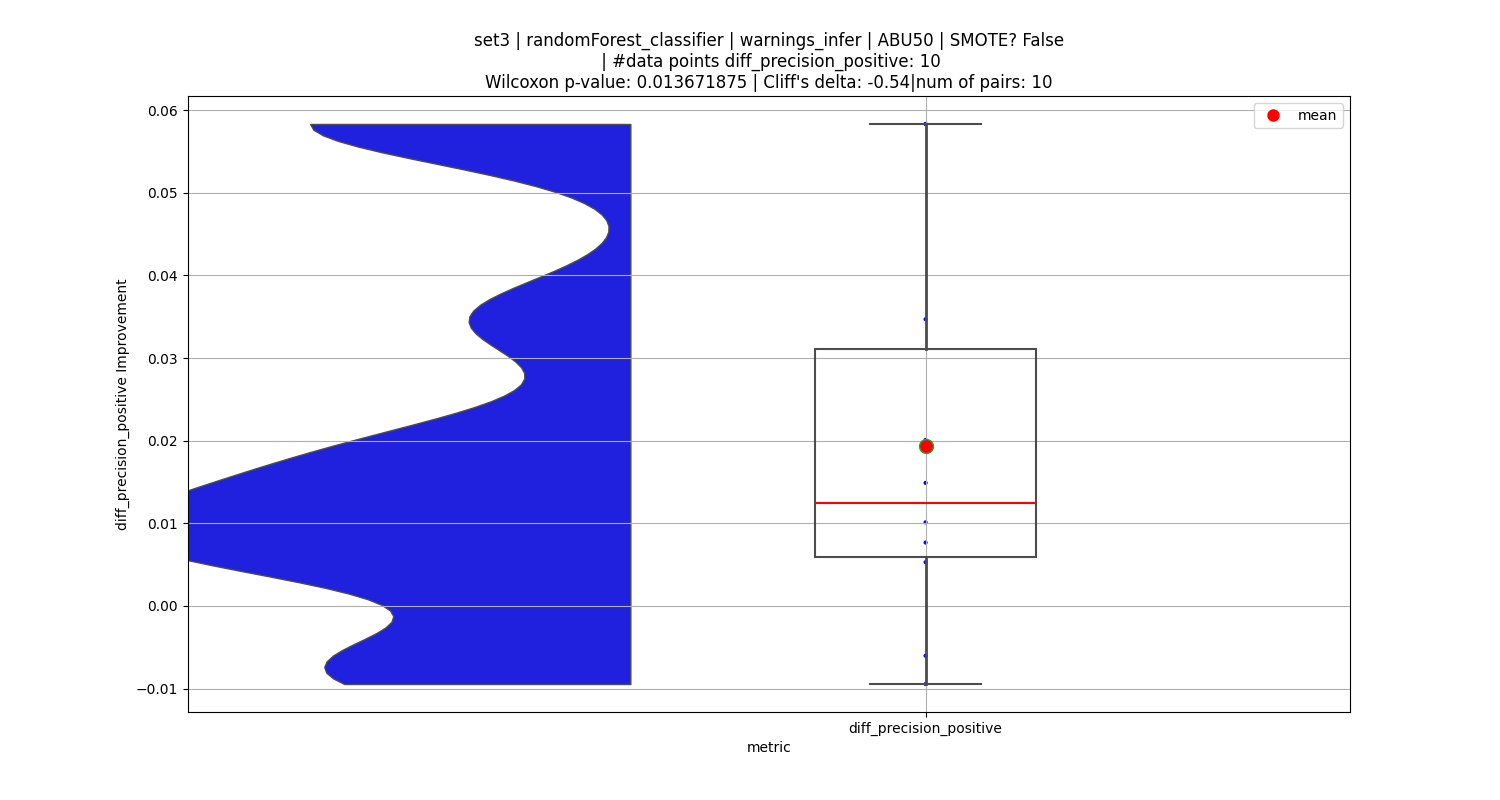 set3 | randomForest_classifier | warnings_infer | ABU50 | SMOTE? False
| #data points diff_precision_positive: 10
Wilcoxon p-value: 0.013671875 | Cliff's delta: -0.54|num of pairs: 10
mean
0.06
0.05
0.04
0.03
0.02
0.01
0.00
−0.01
diff_precision_positive Improvement
diff_precision_positive
metric